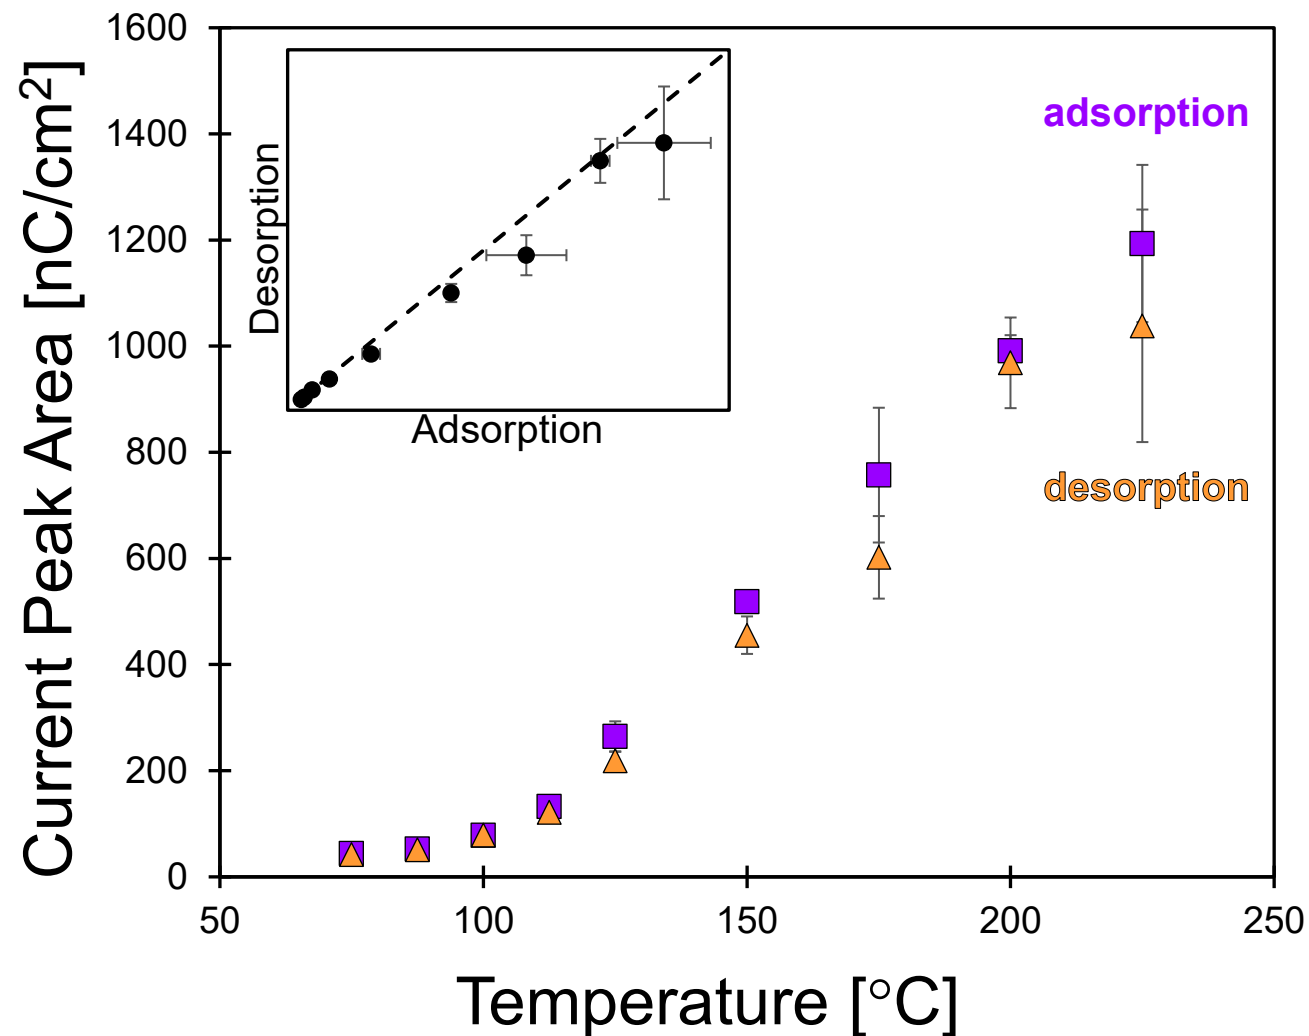 Current Peak Area [nC/cm²]
1600
1400
1200
1000
800
600
400
200
0
50
100
150
200
250
Temperature [°C]
adsorption
desorption
Desorption
Adsorption